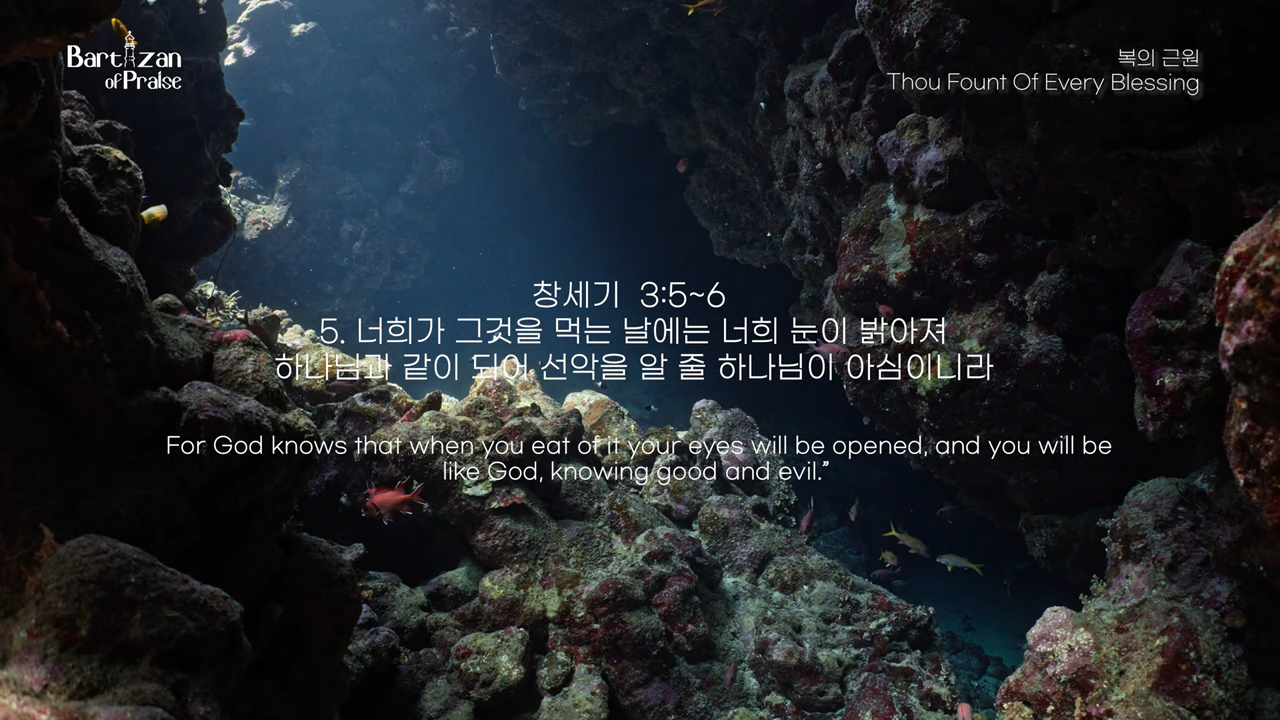 Bartizan
of Praise
복의 근원
Thou Fount Of Every Blessing
창세기 3:5~6
5. 너희가 그것을 먹는 날에는 너희 눈이 밝아져
하나님과 같이 되어 선악을 알 줄 하나님이 아심이니라
For God knows that when you eat of it your eyes will be opened, and you will be
like God, knowing good and evil.”